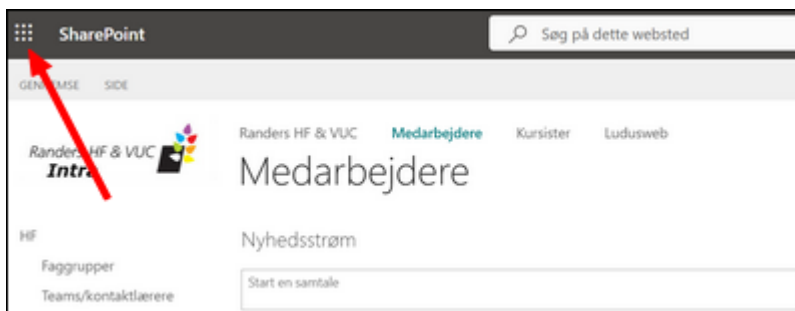 SharePoint
Søg på dette websted
GENNEMSE SIDE
Randers HF & VUC
Intra
Randers HF & VUC Medarbejdere Kursister Ludusweb
Medarbejdere
HF
Nyhedsstrøm
Faggrupper
Start en samtale
Teams/kontaktlærere